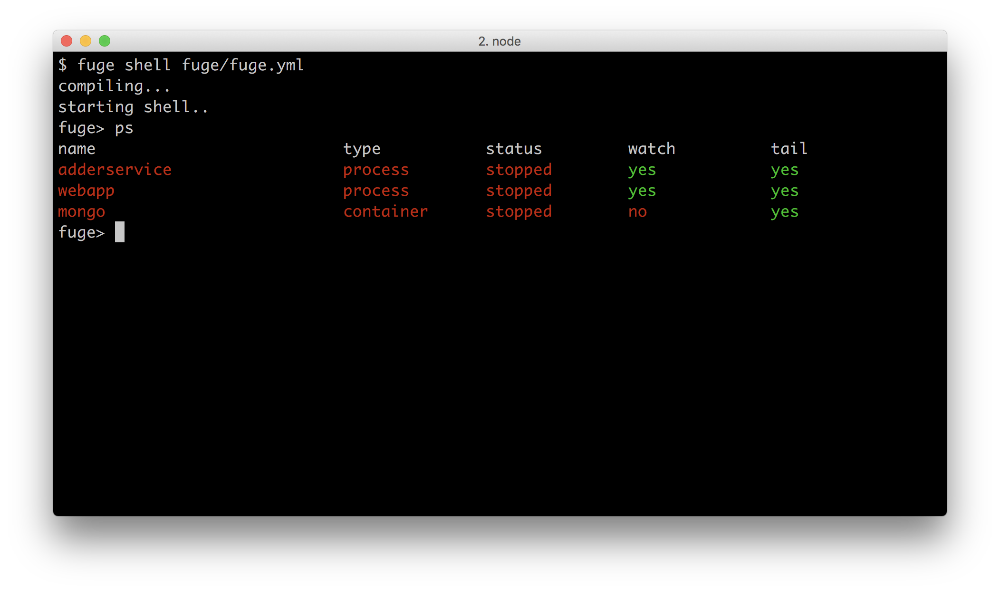 2. node
$ fuge shell fuge/fuge.yml
compiling...
starting shell..
fuge> ps
name type status watch tail
adderservice process stopped yes yes
webapp process stopped yes yes
mongo container stopped no yes
fuge>